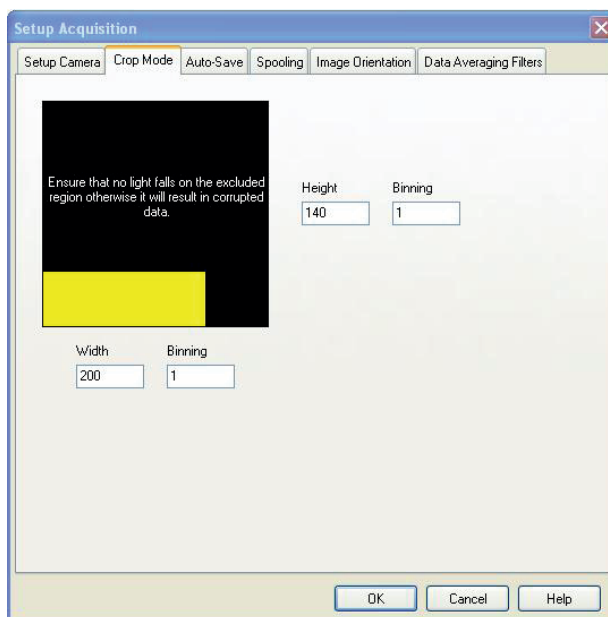 Setup Acquisition
Setup Camera Crop Mode Auto-Save Spooling Image Orientation Data Averaging Filters
Ensure that no light falls on the excluded
region otherwise it will result in corrupted
data.
Height Binning
140 1
Width Binning
200 1
OK Cancel Help